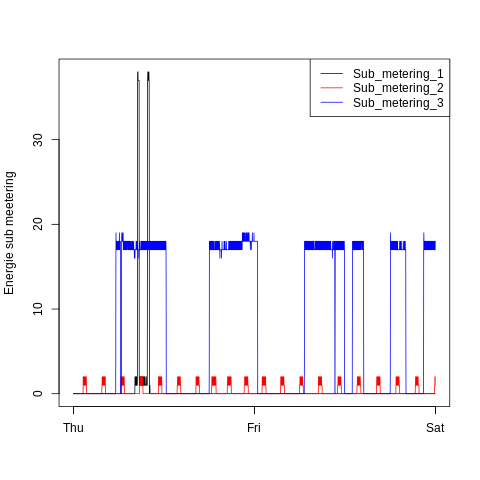 Sub_metering_1
Sub_metering_2
Sub_metering_3
Energie sub meetering
30
20
10
0
Thu Fri Sat